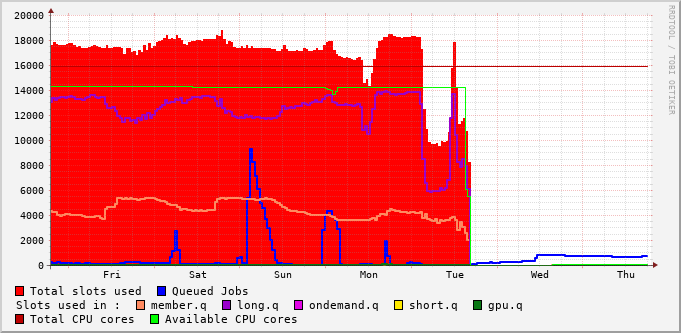 20000
18000
16000
14000
12000
10000
8000
6000
4000
2000
0
Fri Sat Sun Mon Tue Wed Thu
RRDTOOL / TOBI OETIKER
Total slots used Queued Jobs
Slots used in : member.q long.q ondemand.q short.q gpu.q
Total CPU cores Available CPU cores